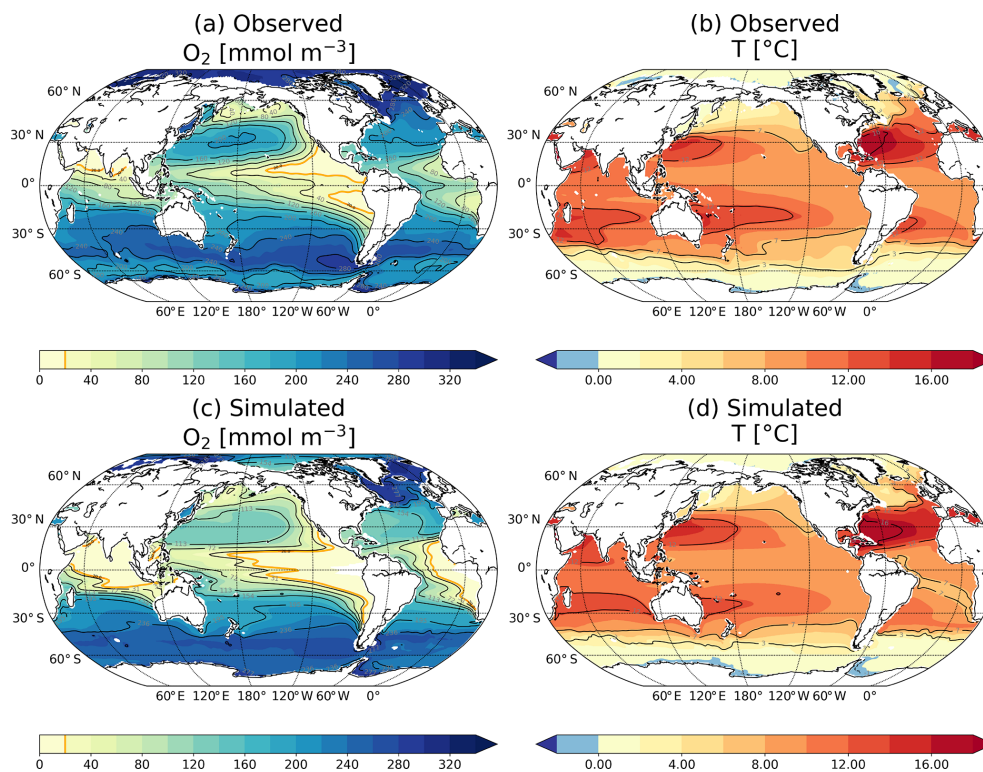 (a) Observed
O₂ [mmol m⁻³]
(b) Observed
T [°C]
60° N
30° N
0°
30° S
60° S
60°E 120°E 180° 120°W 60°W 0°
60° N
30° N
0°
30° S
60° S
60°E 120°E 180° 120°W 60°W 0°
0 40 80 120 160 200 240 280 320
0.00 4.00 8.00 12.00 16.00
(c) Simulated
O₂ [mmol m⁻³]
(d) Simulated
T [°C]
60° N
30° N
0°
30° S
60° S
60°E 120°E 180° 120°W 60°W 0°
60° N
30° N
0°
30° S
60° S
60°E 120°E 180° 120°W 60°W 0°
0 40 80 120 160 200 240 280 320
0.00 4.00 8.00 12.00 16.00